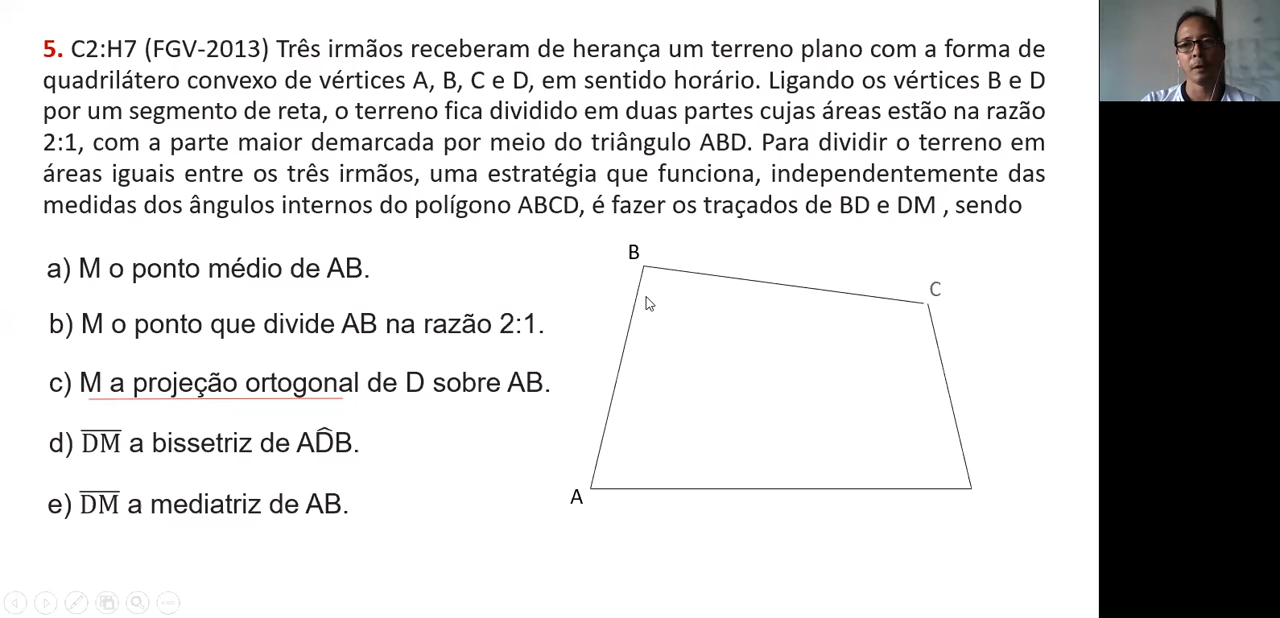 5. C2:H7 (FGV-2013) Três irmãos receberam de herança um terreno plano com a forma de
quadrilátero convexo de vértices A, B, C e D, em sentido horário. Ligando os vértices B e D
por um segmento de reta, o terreno fica dividido em duas partes cujas áreas estão na razão
2:1, com a parte maior demarcada por meio do triângulo ABD. Para dividir o terreno em
áreas iguais entre os três irmãos, uma estratégia que funciona, independentemente das
medidas dos ângulos internos do polígono ABCD, é fazer os traçados de BD e DM , sendo
a) M o ponto médio de AB.
b) M o ponto que divide AB na razão 2:1.
c) M a projeção ortogonal de D sobre AB.
d) D̅M̅ a bissetriz de AD̂B.
e) D̅M̅ a mediatriz de AB.
B
C
A